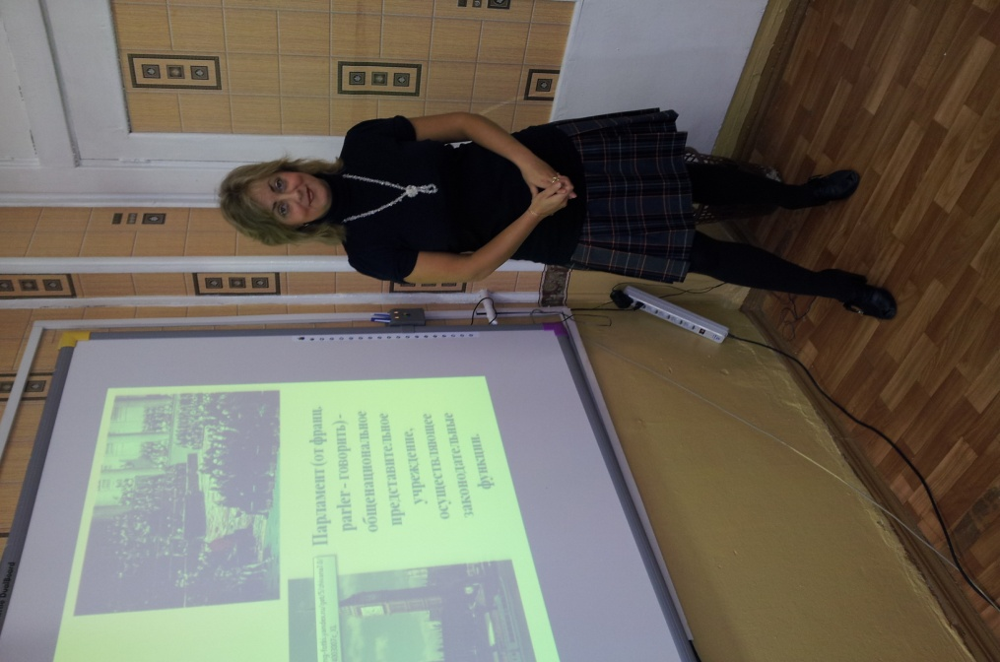 Парламент (от франц.
parler - говорить) -
общенациональное
представительное
учреждение,
осуществляющее
законодательные
функции.